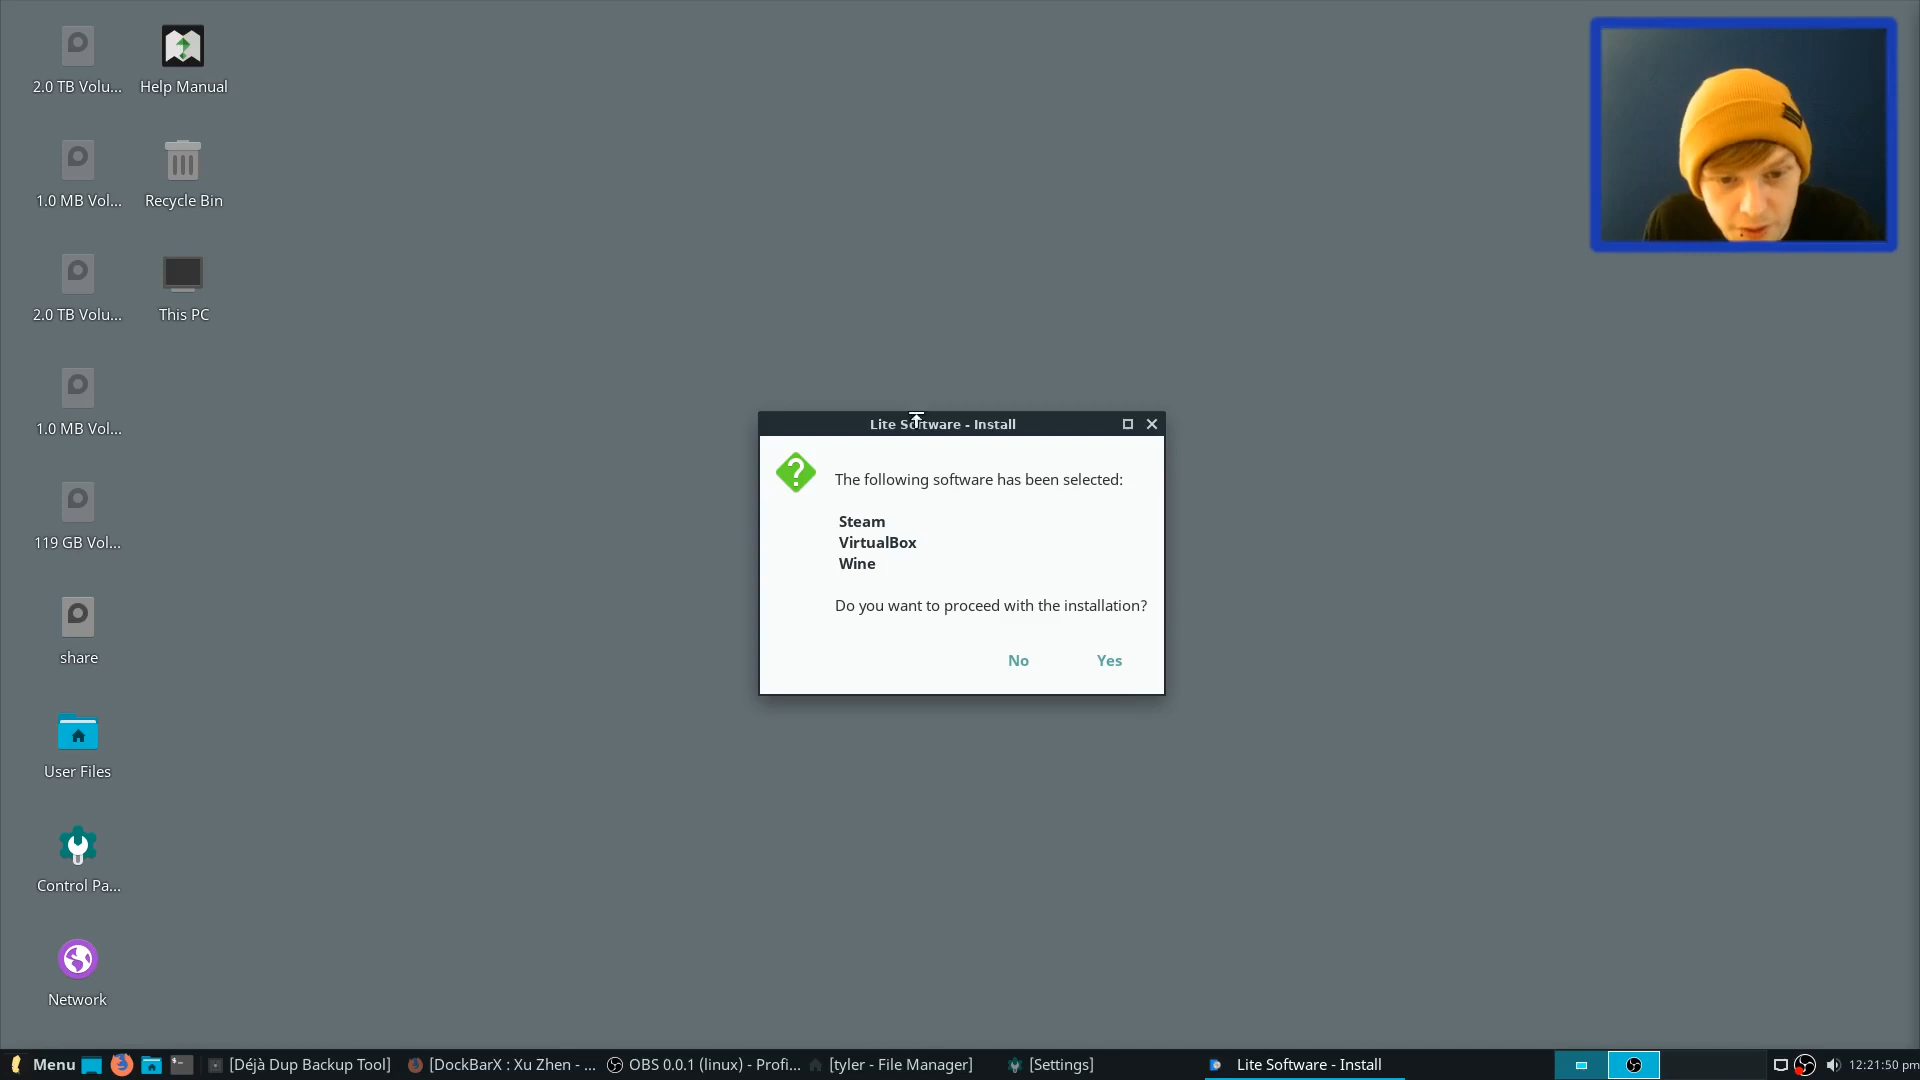 2.0 TB Volu...
Help Manual
1.0 MB Vol...
Recycle Bin
2.0 TB Volu...
This PC
1.0 MB Vol...
119 GB Vol...
share
User Files
Control Pa...
Network
Lite Software - Install
The following software has been selected:
Steam
VirtualBox
Wine
Do you want to proceed with the installation?
No
Yes
Menu
[Déjà Dup Backup Tool]
[DockBarX : Xu Zhen - ...
OBS 0.0.1 (linux) - Profi...
[tyler - File Manager]
[Settings]
Lite Software - Install
12:21:50 pm